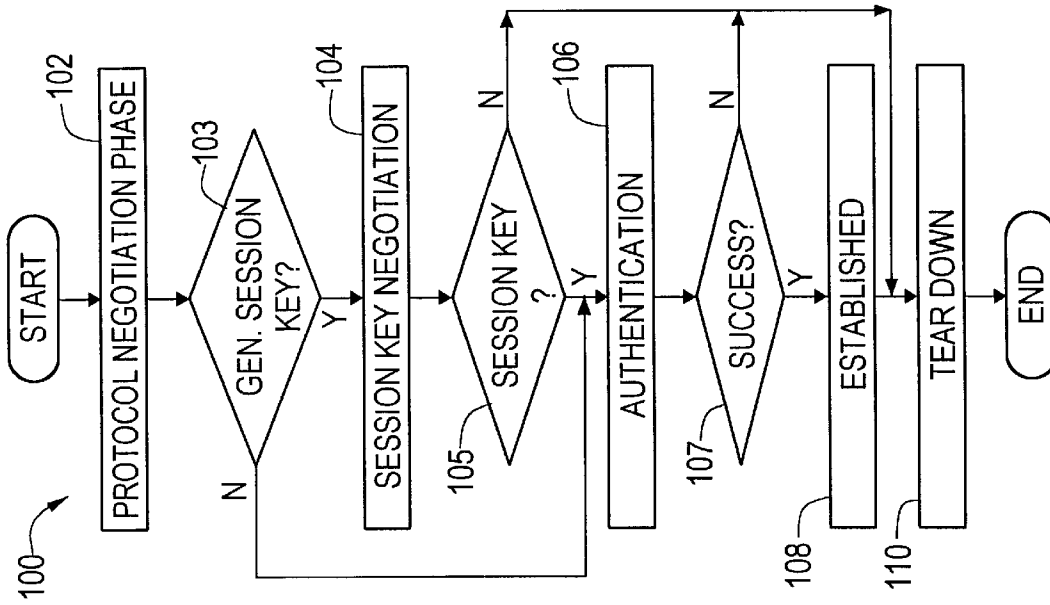 100
START
102
PROTOCOL NEGOTIATION PHASE
103
GEN. SESSION
KEY?
N
Y
104
SESSION KEY NEGOTIATION
105
SESSION KEY
?
N
Y
106
AUTHENTICATION
107
SUCCESS?
N
Y
108
ESTABLISHED
110
TEAR DOWN
END